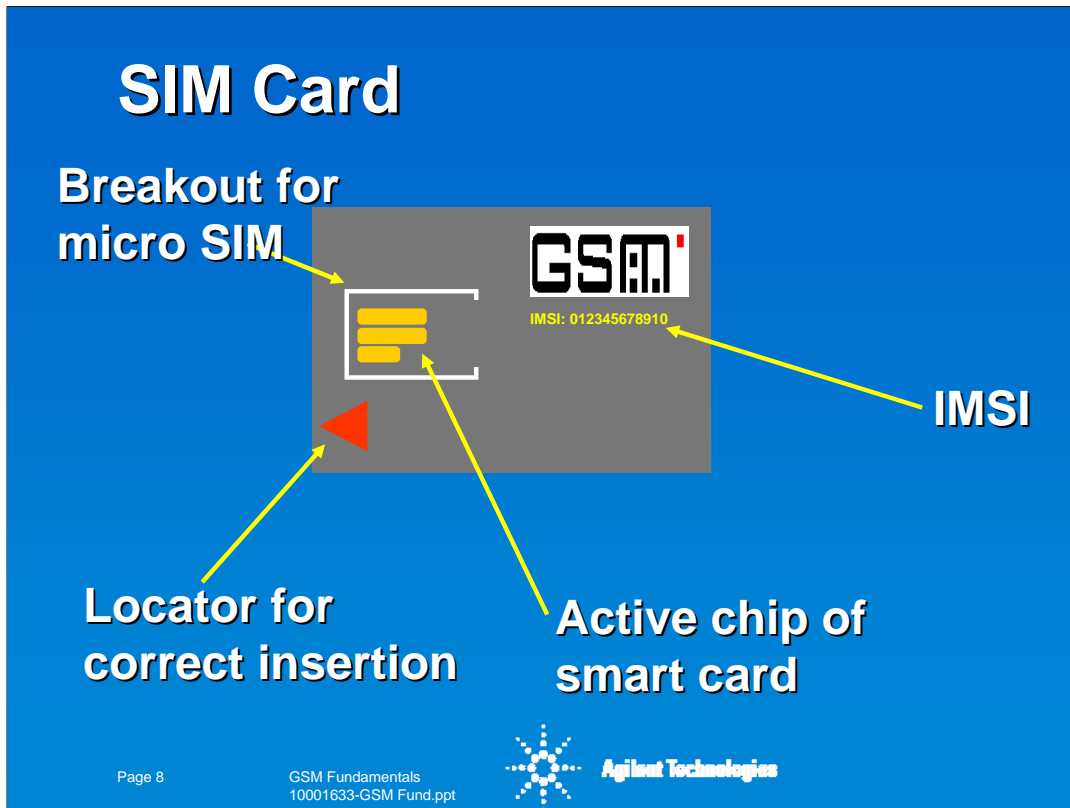 SIM Card
Breakout for
micro SIM
GSM
IMSI: 012345678910
IMSI
Locator for
correct insertion
Active chip of
smart card
Page 8
GSM Fundamentals
10001633-GSM Fund.ppt
Agilent Technologies